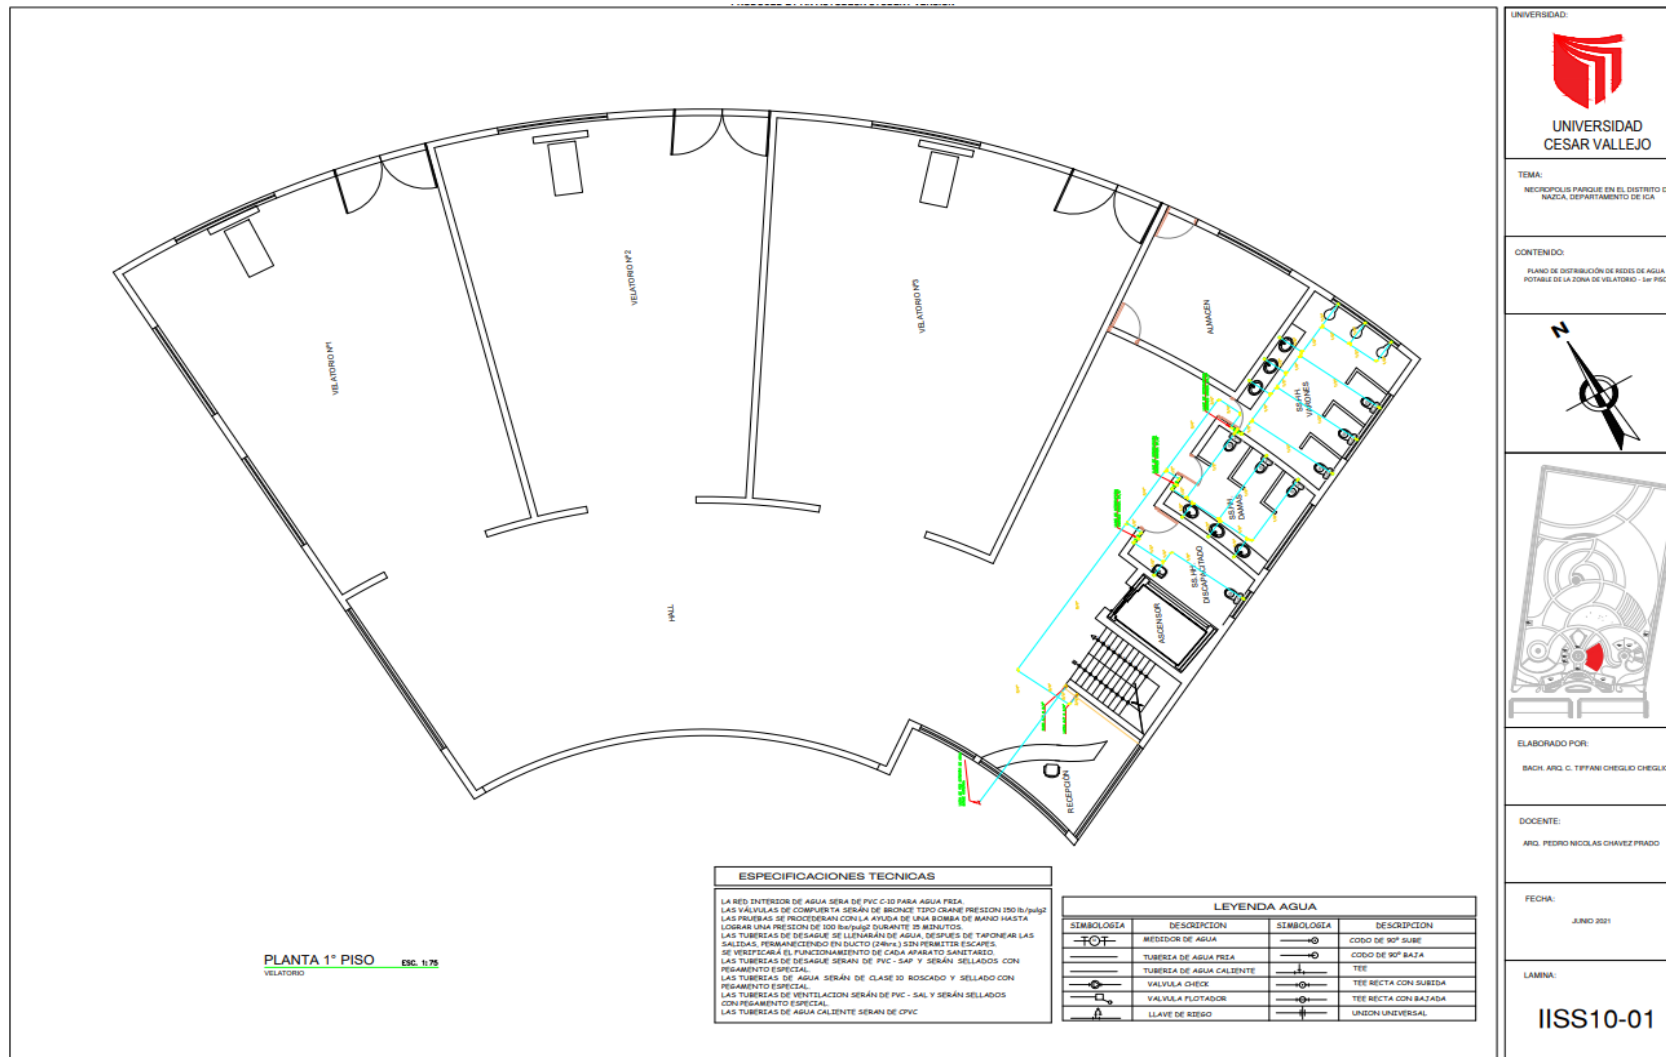 UNIVERSIDAD:
UNIVERSIDAD
CESAR VALLEJO
TEMA:
NECROPOLIS PARQUE EN EL DISTRITO D
NAZCA, DEPARTAMENTO DE ICA
CONTENIDO:
PLANO DE DISTRIBUCIÓN DE REDES DE AGUA
POTABLE DE LA ZONA DE VELATORIO - 1er PISO
N
ELABORADO POR:
BACH. ARQ. C. TIFFANI CHEGLIO CHEGLIO
DOCENTE:
ARQ. PEDRO NICOLAS CHAVEZ PRADO
FECHA:
JUNIO 2021
LAMINA:
IISS10-01
VELATORIO Nº1
VELATORIO Nº2
VELATORIO Nº3
ALMACEN
SS.HH
VARONES
SS.HH
DAMAS
SS.HH
DISCAPACITADO
ASCENSOR
HALL
RECEPCIÓN
PLANTA 1° PISO ESC. 1:75
VELATORIO
ESPECIFICACIONES TECNICAS
LA RED INTERIOR DE AGUA SERA DE PVC C-10 PARA AGUA FRIA.
LAS VÁLVULAS DE COMPUERTA SERÁN DE BRONCE TIPO CRANE PRESION 150 lb/pulg2
LAS PRUEBAS SE PROCEDERAN CON LA AYUDA DE UNA BOMBA DE MANO HASTA
LOGRAR UNA PRESION DE 100 lbs/pulg2 DURANTE 15 MINUTOS.
LAS TUBERIAS DE DESAGUE SE LLENARÁN DE AGUA, DESPUES DE TAPONEAR LAS
SALIDAS, PERMANECIENDO EN DUCTO (24hrs.) SIN PERMITIR ESCAPES.
SE VERIFICARÁ EL FUNCIONAMIENTO DE CADA APARATO SANITARIO.
LAS TUBERIAS DE DESAGUE SERAN DE PVC - SAP Y SERÁN SELLADOS CON
PEGAMENTO ESPECIAL.
LAS TUBERIAS DE AGUA SERÁN DE CLASE 10 ROSCADO Y SELLADO CON
PEGAMENTO ESPECIAL.
LAS TUBERIAS DE VENTILACION SERÁN DE PVC - SAL Y SERÁN SELLADOS
CON PEGAMENTO ESPECIAL.
LAS TUBERIAS DE AGUA CALIENTE SERAN DE CPVC
LEYENDA AGUA
SIMBOLOGIA DESCRIPCION SIMBOLOGIA DESCRIPCION
MEDIDOR DE AGUA CODO DE 90º SUBE
TUBERIA DE AGUA FRIA CODO DE 90º BAJA
TUBERIA DE AGUA CALIENTE TEE
VALVULA CHECK TEE RECTA CON SUBIDA
VALVULA FLOTADOR TEE RECTA CON BAJADA
LLAVE DE RIEGO UNION UNIVERSAL